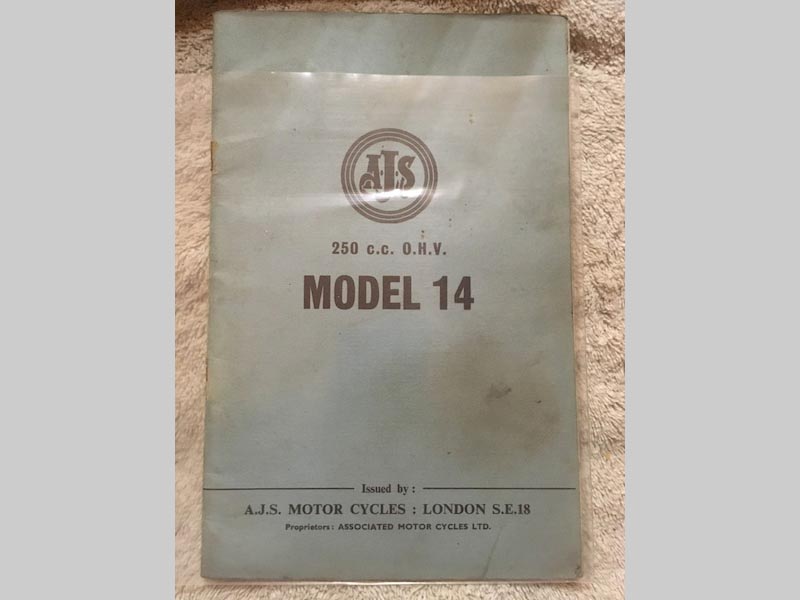 AJS
250 c.c. O.H.V.
MODEL 14
Issued by :
A.J.S. MOTOR CYCLES : LONDON S.E.18
Proprietors : ASSOCIATED MOTOR CYCLES LTD.